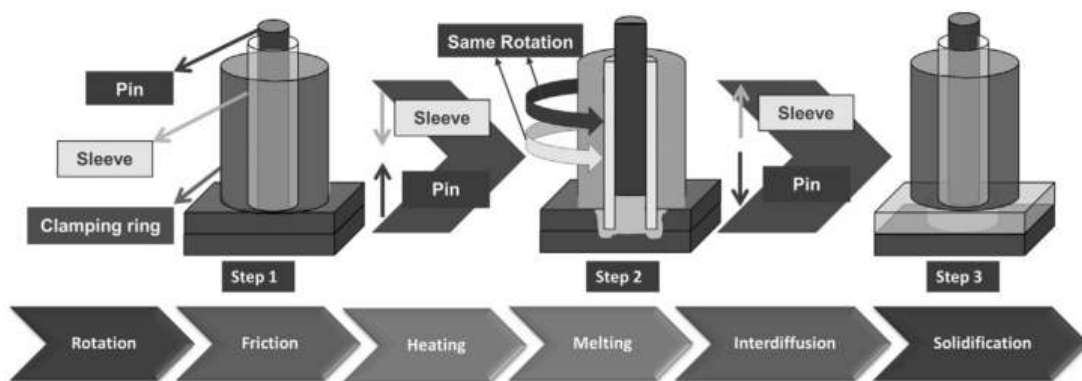 Pin
Sleeve
Clamping ring
Step 1
Sleeve
Pin
Same Rotation
Step 2
Sleeve
Pin
Step 3
Rotation
Friction
Heating
Melting
Interdiffusion
Solidification